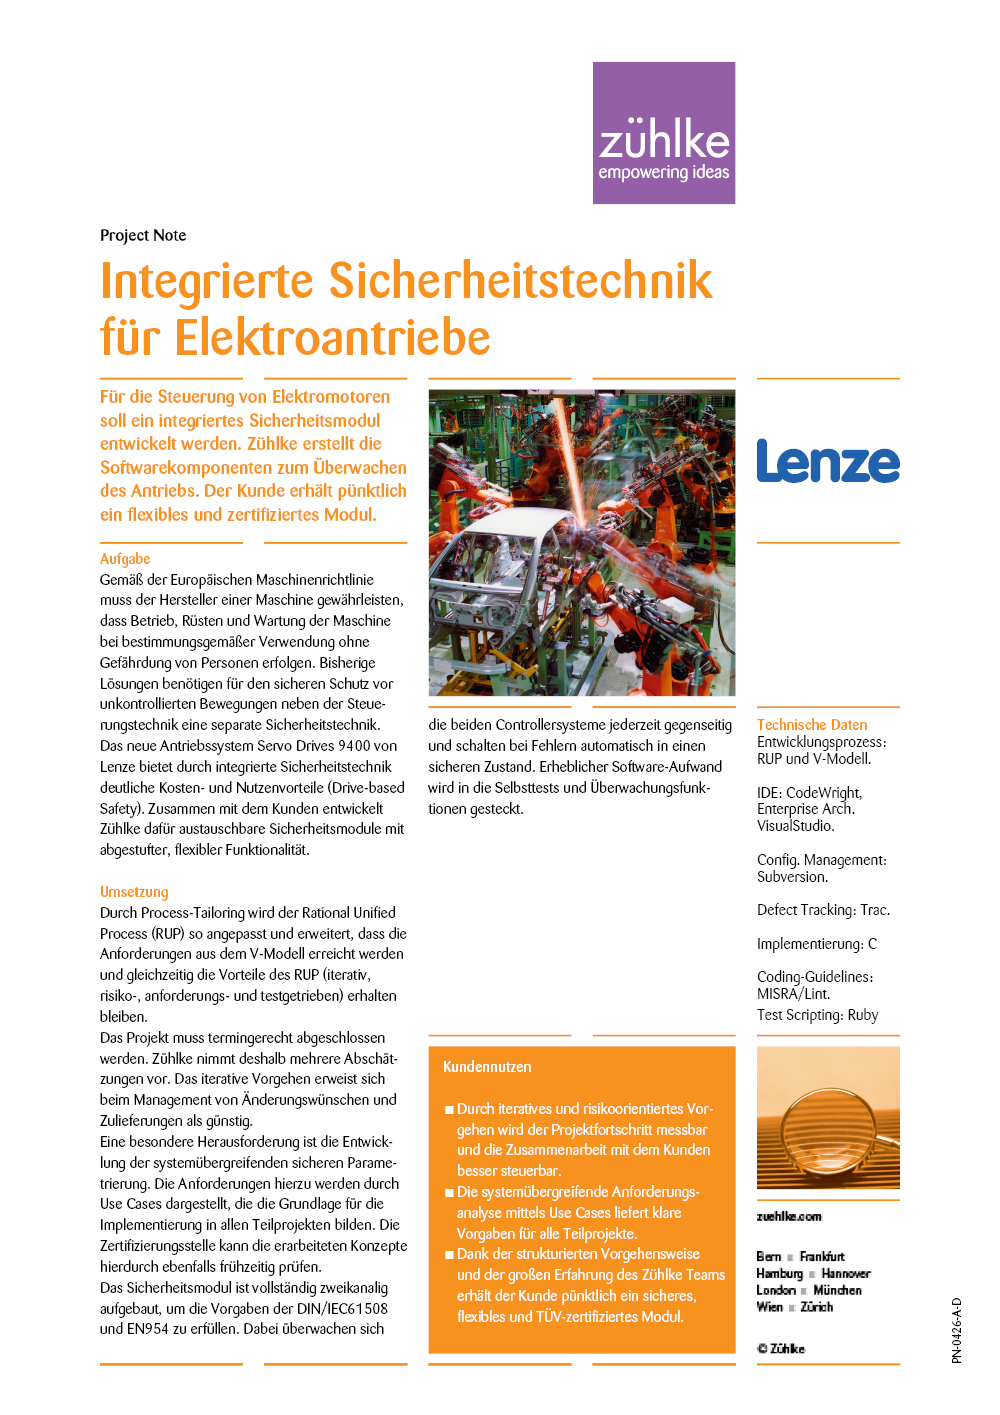 zühlke
empowering ideas
Project Note
Integrierte Sicherheitstechnik
für Elektroantriebe
Für die Steuerung von Elektromotoren
soll ein integriertes Sicherheitsmodul
entwickelt werden. Zühlke erstellt die
Softwarekomponenten zum Überwachen
des Antriebs. Der Kunde erhält pünktlich
ein flexibles und zertifiziertes Modul.
Lenze
Aufgabe
Gemäß der Europäischen Maschinenrichtlinie
muss der Hersteller einer Maschine gewährleisten,
dass Betrieb, Rüsten und Wartung der Maschine
bei bestimmungsgemäßer Verwendung ohne
Gefährdung von Personen erfolgen. Bisherige
Lösungen benötigen für den sicheren Schutz vor
unkontrollierten Bewegungen neben der Steue-
rungstechnik eine separate Sicherheitstechnik.
Das neue Antriebssystem Servo Drives 9400 von
Lenze bietet durch integrierte Sicherheitstechnik
deutliche Kosten- und Nutzenvorteile (Drive-based
Safety). Zusammen mit dem Kunden entwickelt
Zühlke dafür austauschbare Sicherheitsmodule mit
abgestufter, flexibler Funktionalität.
Umsetzung
Durch Process-Tailoring wird der Rational Unified
Process (RUP) so angepasst und erweitert, dass die
Anforderungen aus dem V-Modell erreicht werden
und gleichzeitig die Vorteile des RUP (iterativ,
risiko-, anforderungs- und testgetrieben) erhalten
bleiben.
Das Projekt muss termingerecht abgeschlossen
werden. Zühlke nimmt deshalb mehrere Abschät-
zungen vor. Das iterative Vorgehen erweist sich
beim Management von Änderungswünschen und
Zulieferungen als günstig.
Eine besondere Herausforderung ist die Entwick-
lung der systemübergreifenden sicheren Parame-
trierung. Die Anforderungen hierzu werden durch
Use Cases dargestellt, die die Grundlage für die
Implementierung in allen Teilprojekten bilden. Die
Zertifizierungsstelle kann die erarbeiteten Konzepte
hierdurch ebenfalls frühzeitig prüfen.
Das Sicherheitsmodul ist vollständig zweikanalig
aufgebaut, um die Vorgaben der DIN/IEC61508
und EN954 zu erfüllen. Dabei überwachen sich
die beiden Controllersysteme jederzeit gegenseitig
und schalten bei Fehlern automatisch in einen
sicheren Zustand. Erheblicher Software-Aufwand
wird in die Selbsttests und Überwachungsfunk-
tionen gesteckt.
Kundennutzen
Durch iteratives und risikoorientiertes Vor-
gehen wird der Projektfortschritt messbar
und die Zusammenarbeit mit dem Kunden
besser steuerbar.
Die systemübergreifende Anforderungs-
analyse mittels Use Cases liefert klare
Vorgaben für alle Teilprojekte.
Dank der strukturierten Vorgehensweise
und der großen Erfahrung des Zühlke Teams
erhält der Kunde pünktlich ein sicheres,
flexibles und TÜV-zertifiziertes Modul.
Technische Daten
Entwicklungsprozess:
RUP und V-Modell.
IDE: CodeWright,
Enterprise Arch.
VisualStudio.
Config. Management:
Subversion.
Defect Tracking: Trac.
Implementierung: C
Coding-Guidelines:
MISRA/Lint.
Test Scripting: Ruby
zuehlke.com
Bern ■ Frankfurt
Hamburg ■ Hannover
London ■ München
Wien ■ Zürich
© Zühlke
PN-0426-A-D